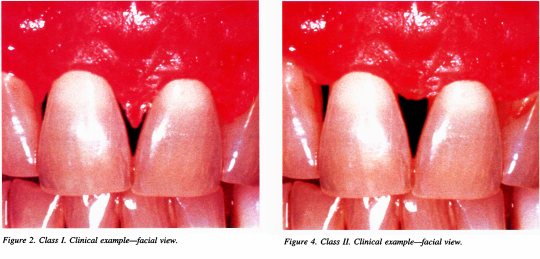 Figure 2. Class I. Clinical example—facial view.
Figure 4. Class II. Clinical example—facial view.